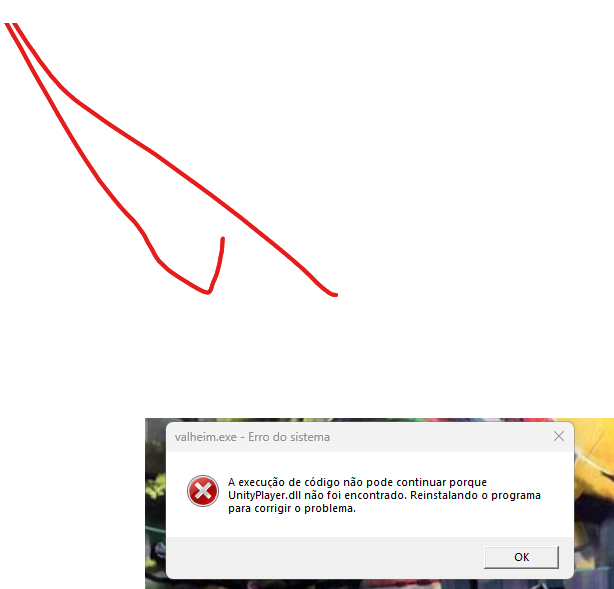 valheim.exe - Erro do sistema
A execução de código não pode continuar porque
UnityPlayer.dll não foi encontrado. Reinstalando o programa
para corrigir o problema.
OK